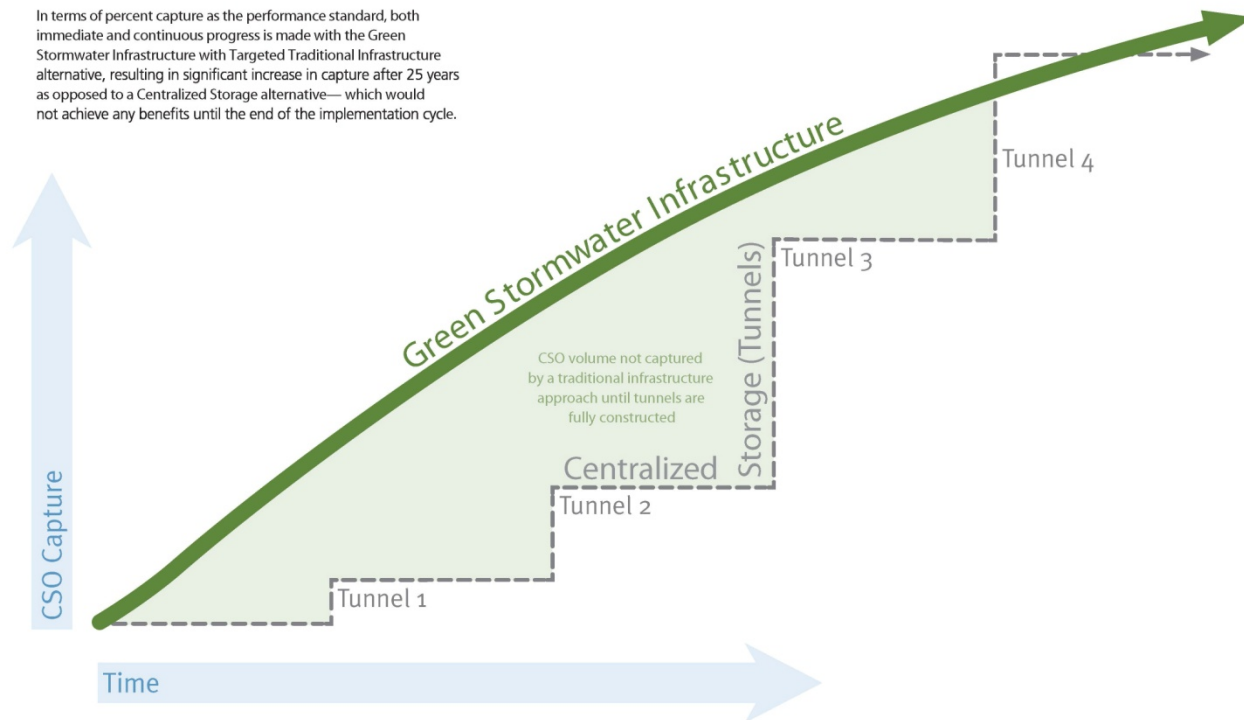 In terms of percent capture as the performance standard, both
immediate and continuous progress is made with the Green
Stormwater Infrastructure with Targeted Traditional Infrastructure
alternative, resulting in significant increase in capture after 25 years
as opposed to a Centralized Storage alternative— which would
not achieve any benefits until the end of the implementation cycle.
Green Stormwater Infrastructure
Tunnel 4
Tunnel 3
CSO volume not captured
by a traditional infrastructure
approach until tunnels are
fully constructed
Centralized
Storage (Tunnels)
Tunnel 2
Tunnel 1
CSO Capture
Time